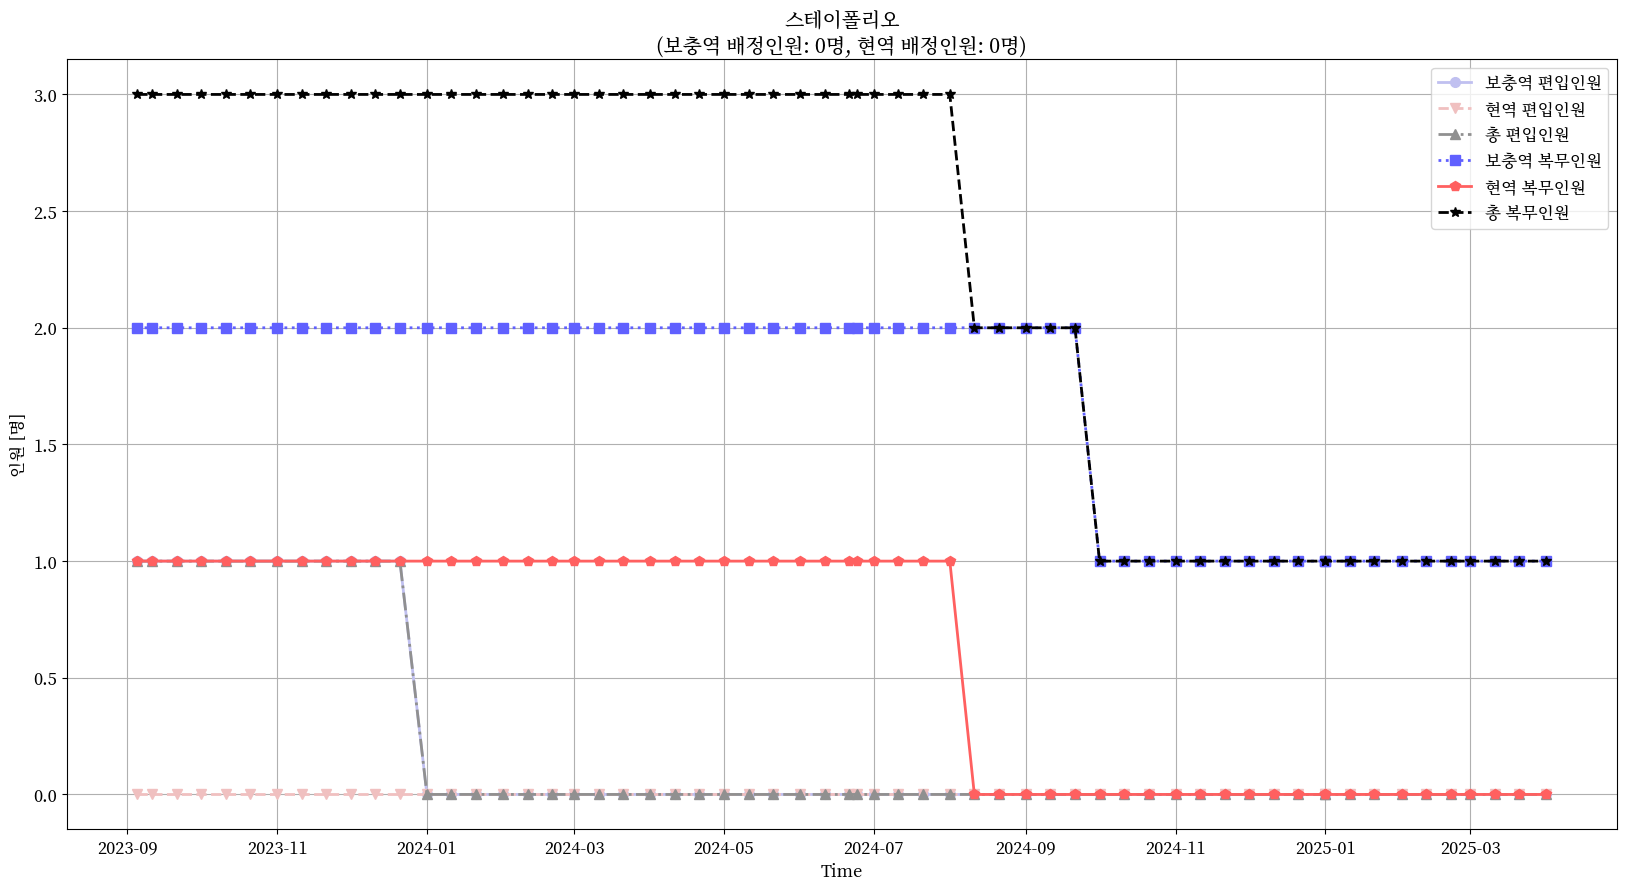 스테이폴리오
(보충역 배정인원: 0명, 현역 배정인원: 0명)
보충역 편입인원
현역 편입인원
총 편입인원
보충역 복무인원
현역 복무인원
총 복무인원
인원 [명]
3.0
2.5
2.0
1.5
1.0
0.5
0.0
2023-09 2023-11 2024-01 2024-03 2024-05 2024-07 2024-09 2024-11 2025-01 2025-03
Time